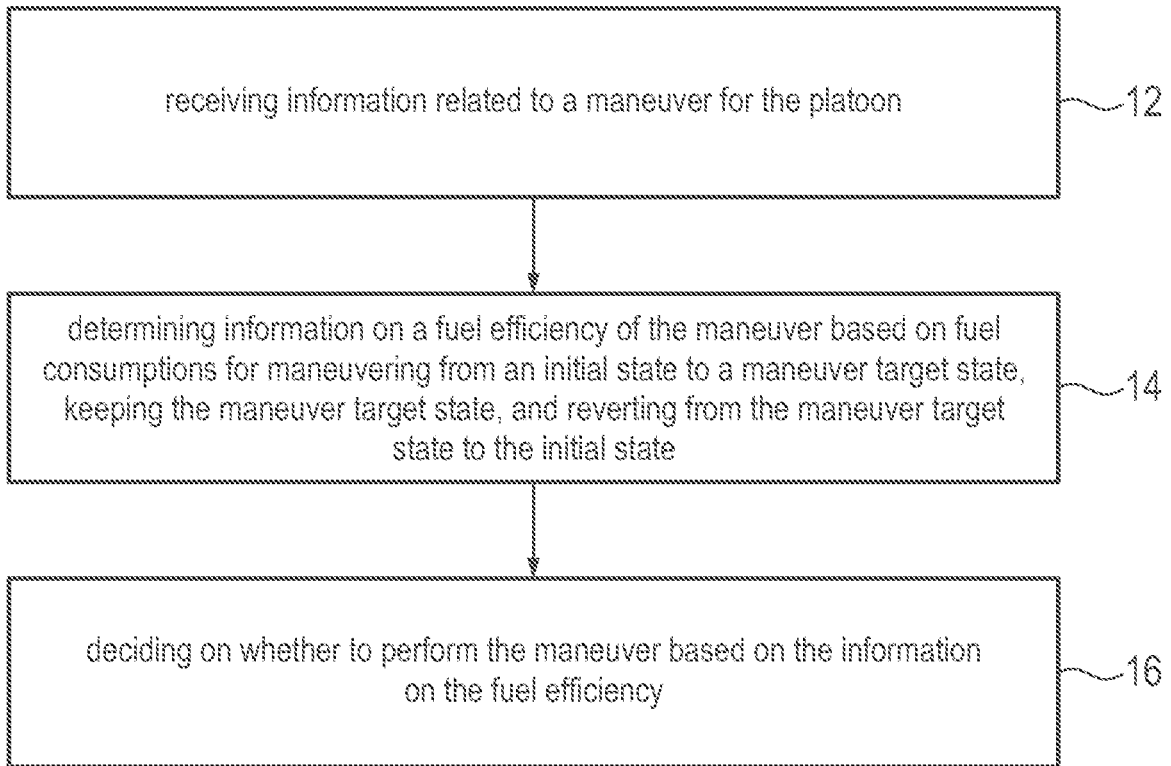 receiving information related to a maneuver for the platoon
12
determining information on a fuel efficiency of the maneuver based on fuel
consumptions for maneuvering from an initial state to a maneuver target state,
keeping the maneuver target state, and reverting from the maneuver target
state to the initial state
14
deciding on whether to perform the maneuver based on the information
on the fuel efficiency
16